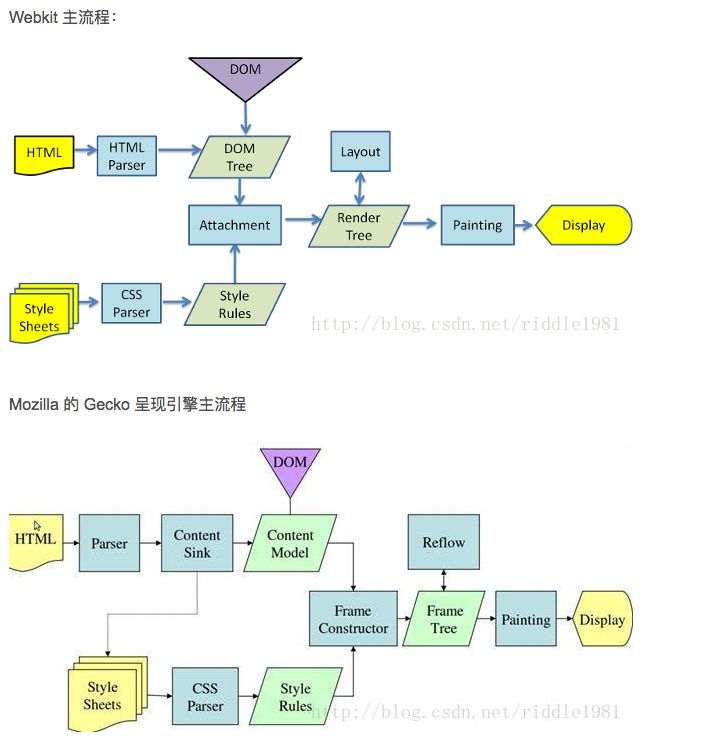 Webkit 主流程：
DOM
HTML
HTML
Parser
DOM
Tree
Layout
Attachment
Render
Tree
Painting
Display
Style
Sheets
CSS
Parser
Style
Rules
http://blog.csdn.net/riddle1981
Mozilla 的 Gecko 呈现引擎主流程
DOM
HTML
Parser
Content
Sink
Content
Model
Reflow
Frame
Constructor
Frame
Tree
Painting
Display
Style
Sheets
CSS
Parser
Style
Rules
http://blog.csdn.net/riddle1981